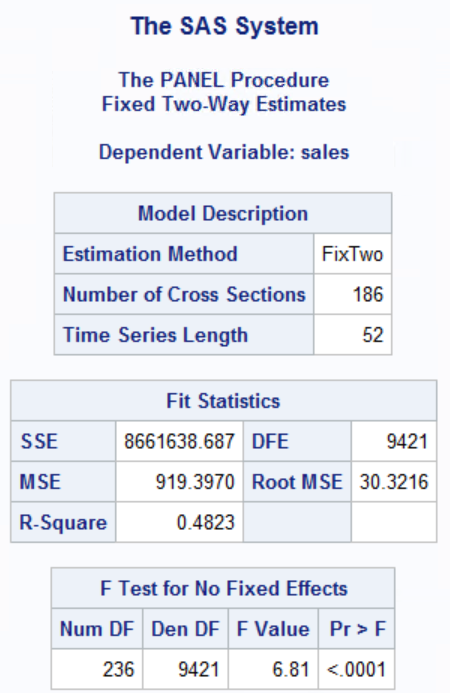 The SAS System
The PANEL Procedure
Fixed Two-Way Estimates
Dependent Variable: sales
Model Description
Estimation Method FixTwo
Number of Cross Sections 186
Time Series Length 52
Fit Statistics
SSE 8661638.687 DFE 9421
MSE 919.3970 Root MSE 30.3216
R-Square 0.4823
F Test for No Fixed Effects
Num DF Den DF F Value Pr > F
236 9421 6.81 <.0001